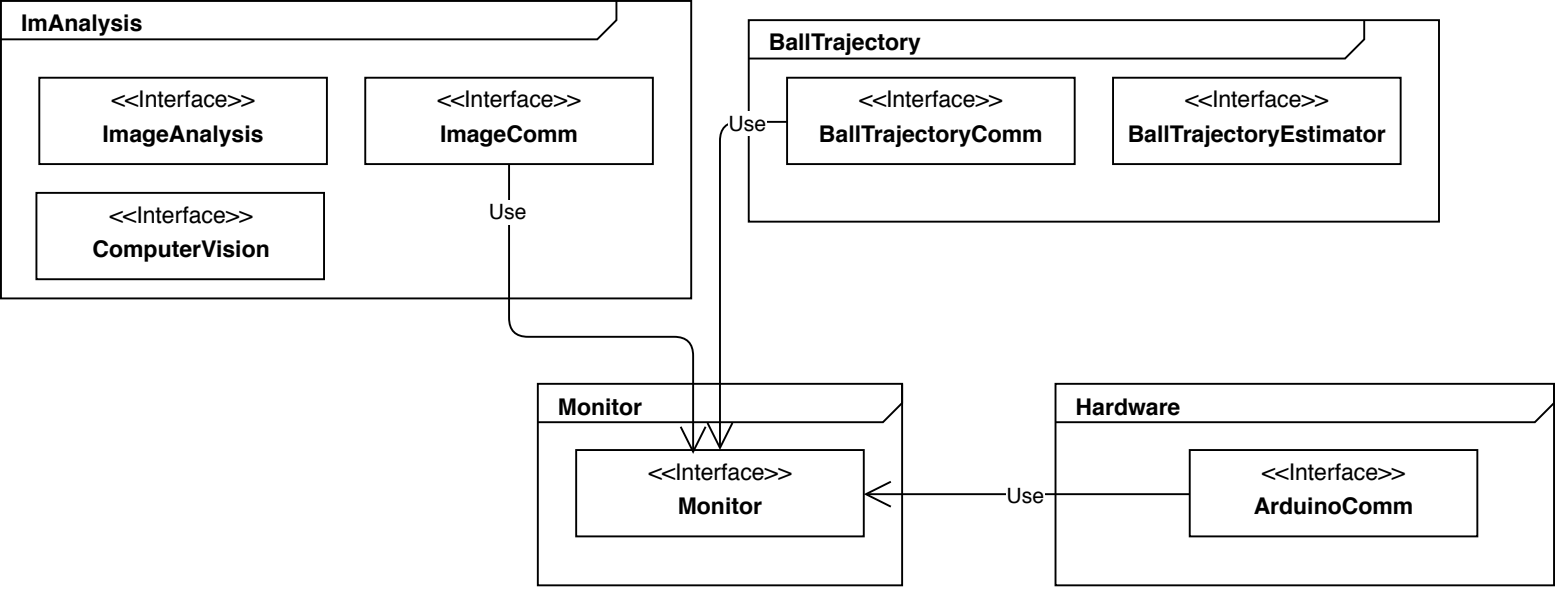 ImAnalysis
<<Interface>>
ImageAnalysis
<<Interface>>
ImageComm
<<Interface>>
ComputerVision
Use
BallTrajectory
Use
<<Interface>>
BallTrajectoryComm
<<Interface>>
BallTrajectoryEstimator
Monitor
<<Interface>>
Monitor
Use
Hardware
<<Interface>>
ArduinoComm